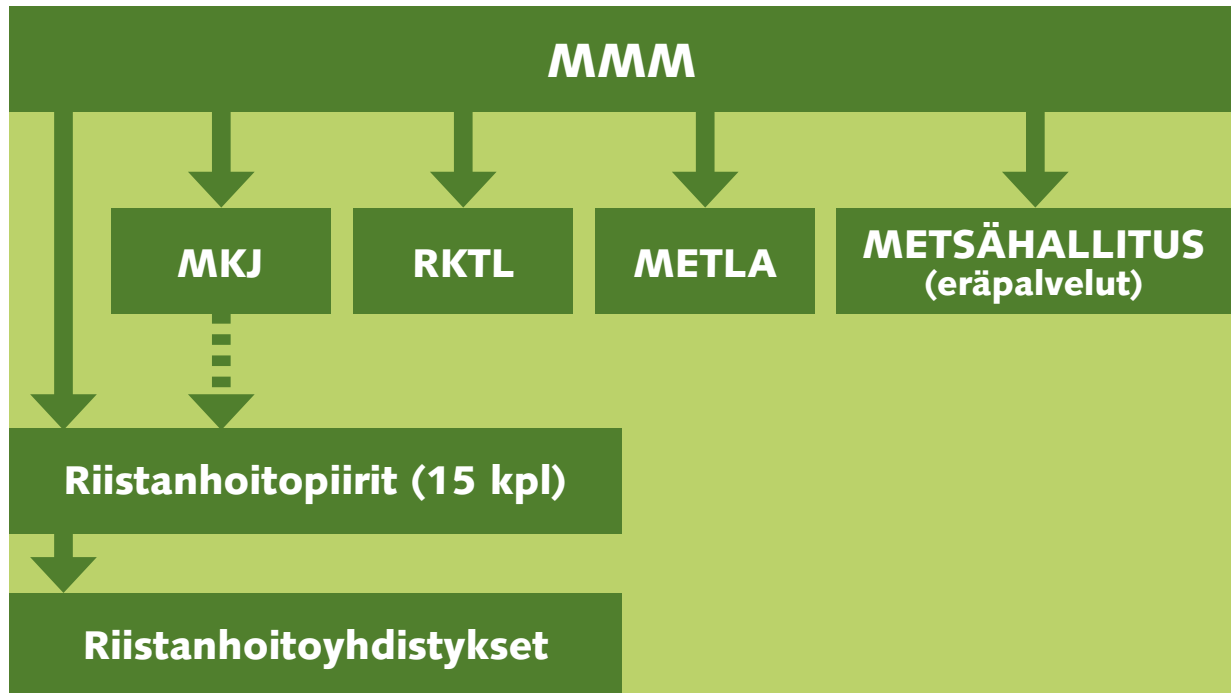 MMM
MKJ
RKTL
METLA
METSÄHALLITUS
(eräpalvelut)
Riistanhoitopiirit (15 kpl)
Riistanhoitoyhdistykset